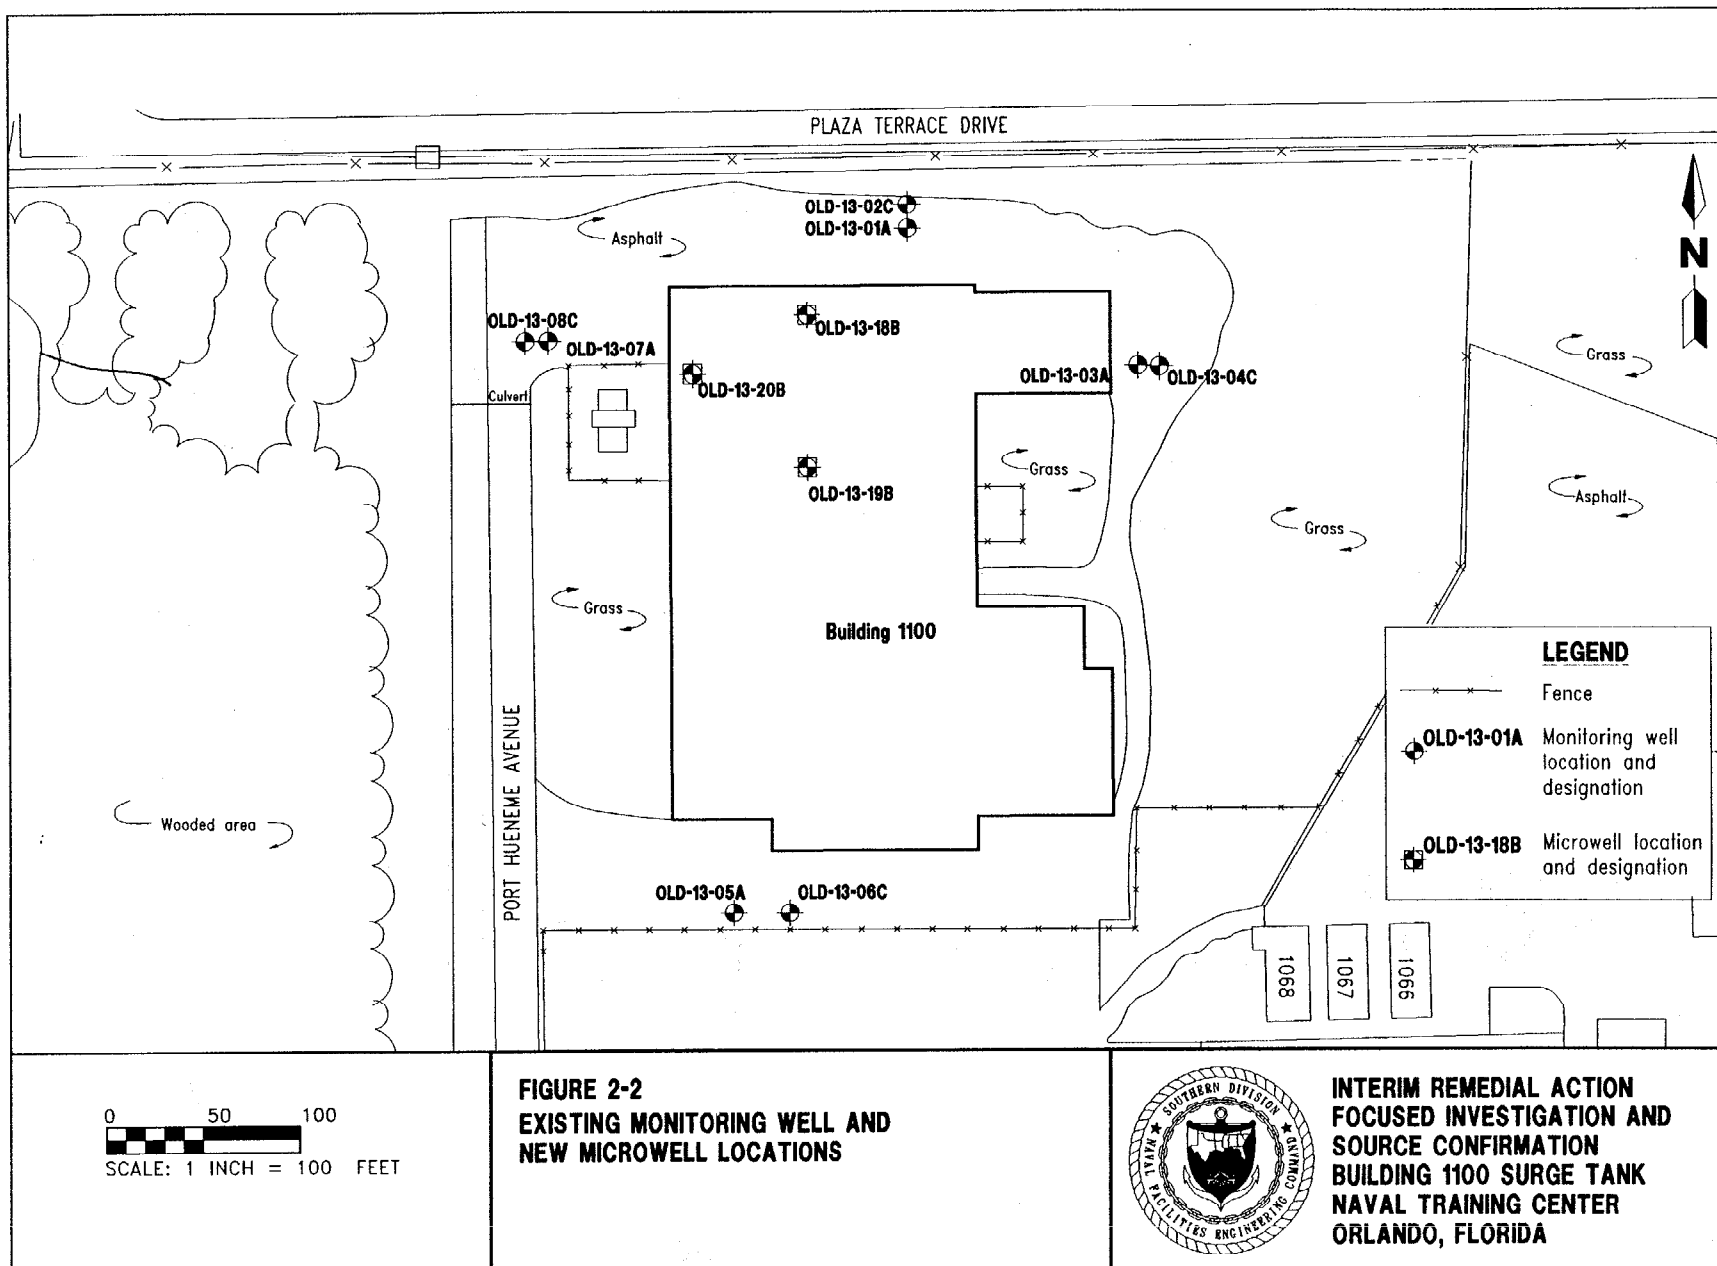 PLAZA TERRACE DRIVE
OLD-13-02C
OLD-13-01A
Asphalt
N
OLD-13-08C
OLD-13-07A
OLD-13-18B
OLD-13-20B
OLD-13-03A
OLD-13-04C
Grass
Culvert
Grass
OLD-13-19B
Grass
Asphalt
Grass
Building 1100
PORT HUENEME AVENUE
Wooded area
OLD-13-05A
OLD-13-06C
LEGEND
Fence
OLD-13-01A Monitoring well
location and
designation
OLD-13-18B Microwell location
and designation
1068
1067
1066
0 50 100
SCALE: 1 INCH = 100 FEET
FIGURE 2-2
EXISTING MONITORING WELL AND
NEW MICROWELL LOCATIONS
SOUTHERN DIVISION
NAVAL FACILITIES ENGINEERING COMMAND
INTERIM REMEDIAL ACTION
FOCUSED INVESTIGATION AND
SOURCE CONFIRMATION
BUILDING 1100 SURGE TANK
NAVAL TRAINING CENTER
ORLANDO, FLORIDA